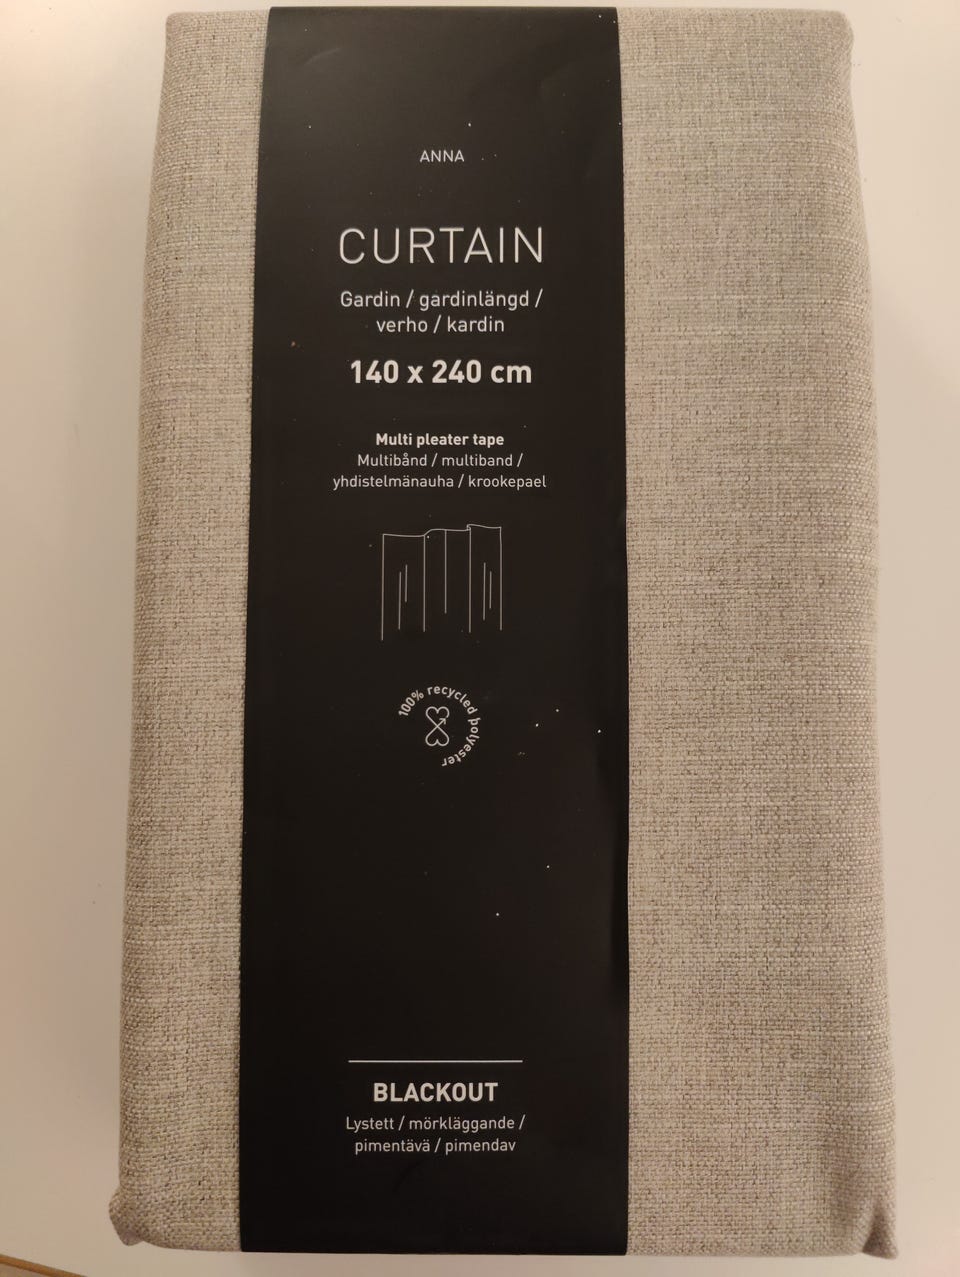 ANNA
CURTAIN
Gardin / gardinlängd /
verho / kardin
140 x 240 cm
Multi pleater tape
Multibånd / multiband /
yhdistelmänauha / krookepael
100% recycled polyester
BLACKOUT
Lystett / mörkläggande /
pimentävä / pimendav